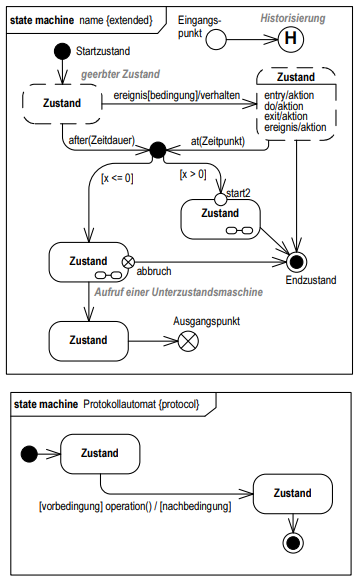 state machine name {extended}
Eingangs-
punkt
Historisierung
H
Startzustand
geerbter Zustand
Zustand
ereignis[bedingung]/verhalten
Zustand
entry/aktion
do/aktion
exit/aktion
ereignis/aktion
after(Zeitdauer)
at(Zeitpunkt)
[x <= 0]
[x > 0]
start2
Zustand
Zustand
abbruch
Endzustand
Aufruf einer Unterzustandsmaschine
Zustand
Ausgangspunkt
state machine Protokollautomat {protocol}
Zustand
Zustand
[vorbedingung] operation() / [nachbedingung]